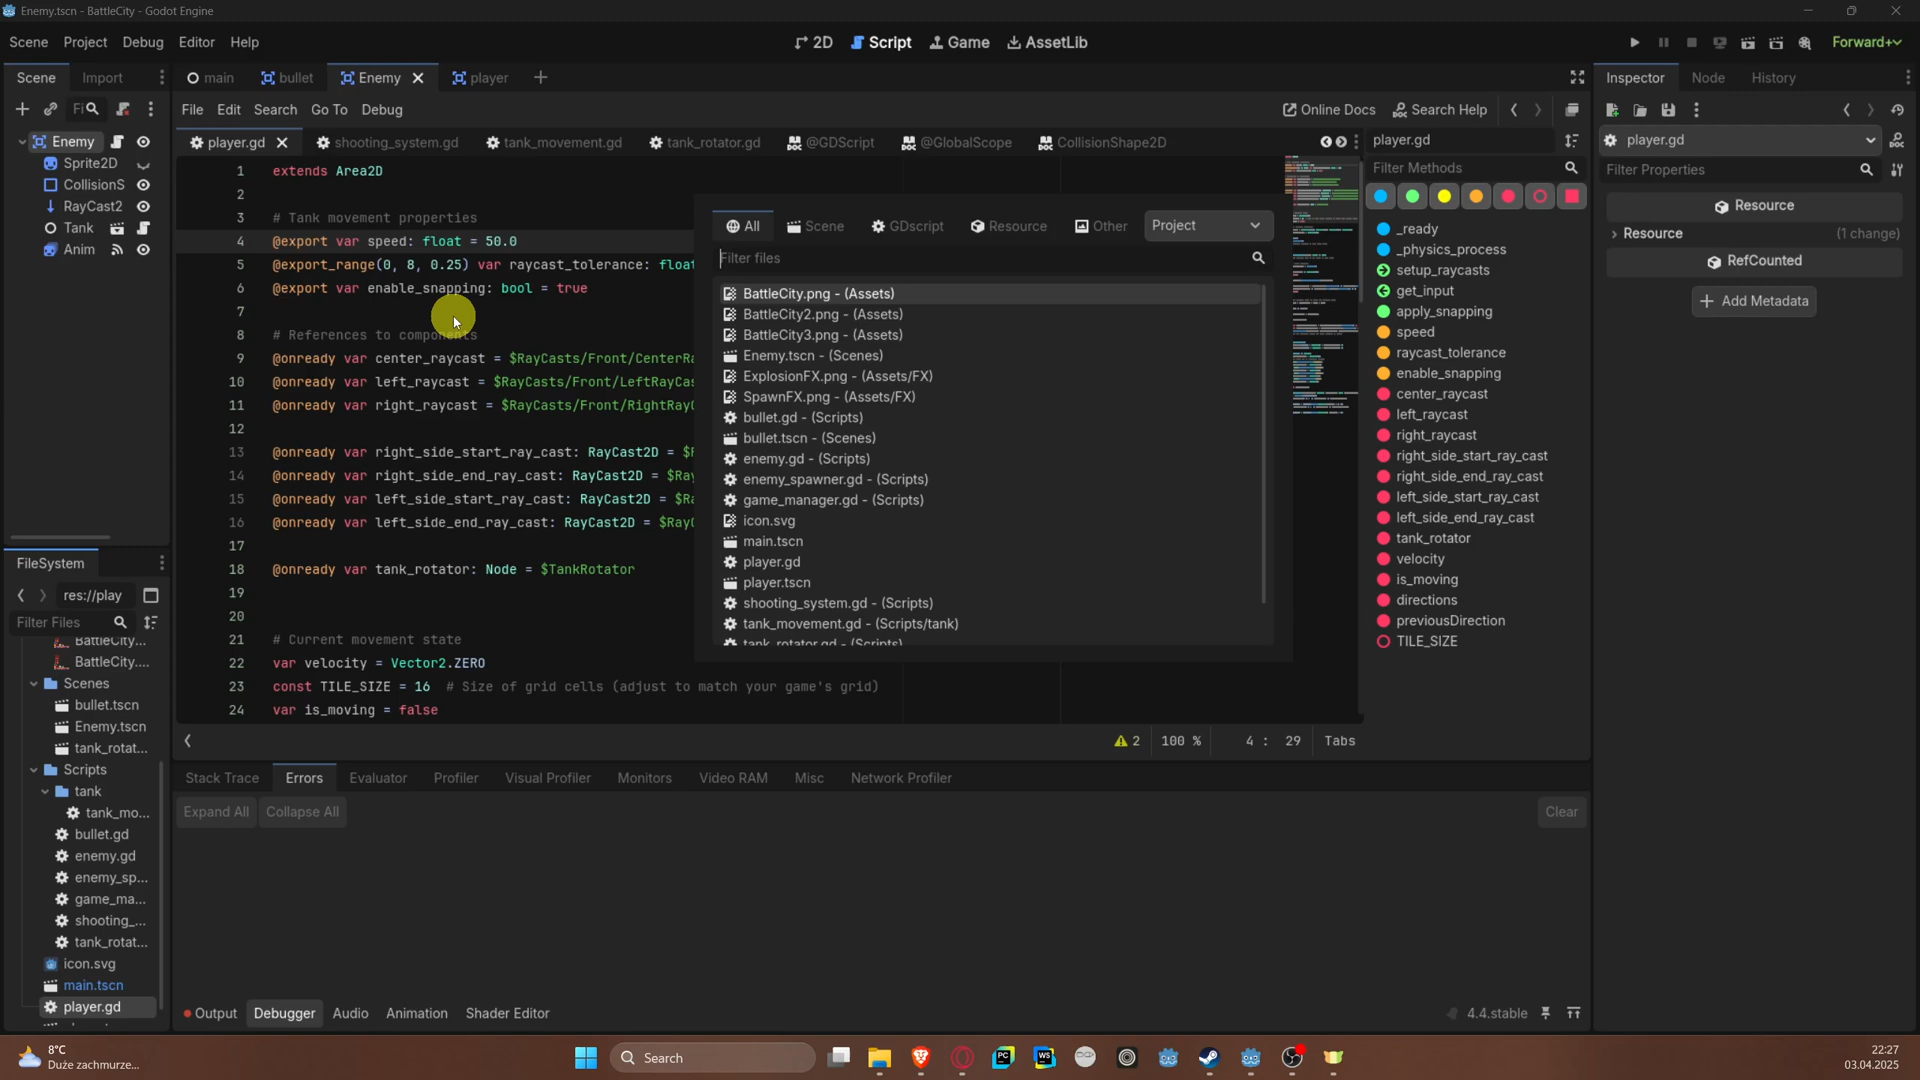 Enemy.tscn - BattleCity - Godot Engine
Scene Project Debug Editor Help
2D Script Game AssetLib
Forward+
Scene Import
main bullet Enemy player
Inspector Node History
Fi
File Edit Search Go To Debug
Online Docs Search Help
Enemy
Sprite2D
CollisionS
RayCast2
Tank
Anim
player.gd shooting_system.gd tank_movement.gd tank_rotator.gd @GDScript @GlobalScope CollisionShape2D
1 extends Area2D
2
3 # Tank movement properties
4 @export var speed: float = 50.0
5 @export_range(0, 8, 0.25) var raycast_tolerance: float
6 @export var enable_snapping: bool = true
7
8 # References to components
9 @onready var center_raycast = $RayCasts/Front/CenterRa
10 @onready var left_raycast = $RayCasts/Front/LeftRayCas
11 @onready var right_raycast = $RayCasts/Front/RightRayC
12
13 @onready var right_side_start_ray_cast: RayCast2D = $R
14 @onready var right_side_end_ray_cast: RayCast2D = $Ray
15 @onready var left_side_start_ray_cast: RayCast2D = $Ra
16 @onready var left_side_end_ray_cast: RayCast2D = $RayC
17
18 @onready var tank_rotator: Node = $TankRotator
19
20
21 # Current movement state
22 var velocity = Vector2.ZERO
23 const TILE_SIZE = 16 # Size of grid cells (adjust to match your game's grid)
24 var is_moving = false
2 100 % 4 : 29 Tabs
All Scene GDscript Resource Other Project
Filter files
BattleCity.png - (Assets)
BattleCity2.png - (Assets)
BattleCity3.png - (Assets)
Enemy.tscn - (Scenes)
ExplosionFX.png - (Assets/FX)
SpawnFX.png - (Assets/FX)
bullet.gd - (Scripts)
bullet.tscn - (Scenes)
enemy.gd - (Scripts)
enemy_spawner.gd - (Scripts)
game_manager.gd - (Scripts)
icon.svg
main.tscn
player.gd
player.tscn
shooting_system.gd - (Scripts)
tank_movement.gd - (Scripts/tank)
tank_rotator.gd - (Scripts)
player.gd
Filter Methods
_ready
_physics_process
setup_raycasts
get_input
apply_snapping
speed
raycast_tolerance
enable_snapping
center_raycast
left_raycast
right_raycast
right_side_start_ray_cast
right_side_end_ray_cast
left_side_start_ray_cast
left_side_end_ray_cast
tank_rotator
velocity
is_moving
directions
previousDirection
TILE_SIZE
player.gd
Filter Properties
Resource
Resource (1 change)
RefCounted
Add Metadata
FileSystem
res://play
Filter Files
BattleCity...
BattleCity....
Scenes
bullet.tscn
Enemy.tscn
tank_rotat...
Scripts
tank
tank_mo...
bullet.gd
enemy.gd
enemy_sp...
game_ma...
shooting_...
tank_rotat...
icon.svg
main.tscn
player.gd
Stack Trace Errors Evaluator Profiler Visual Profiler Monitors Video RAM Misc Network Profiler
Expand All Collapse All Clear
Output Debugger Audio Animation Shader Editor
4.4.stable
8°C
Duże zachmurze...
Search
PC
WS
22:27
03.04.2025